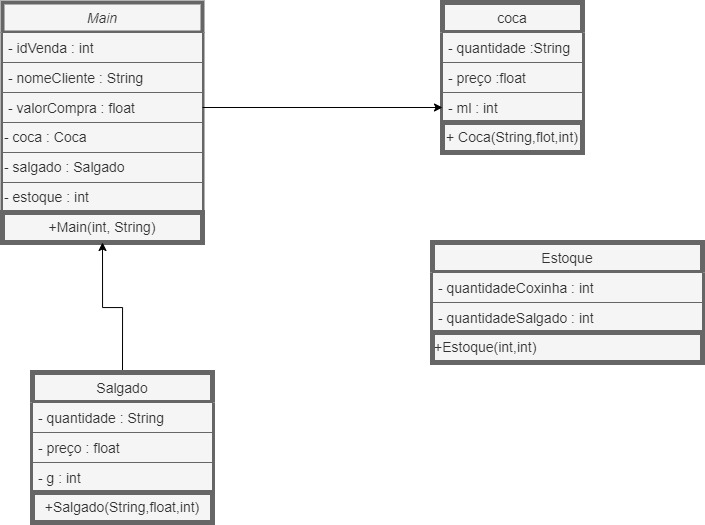 Main
- idVenda : int
- nomeCliente : String
- valorCompra : float
- coca : Coca
- salgado : Salgado
- estoque : int
+Main(int, String)
coca
- quantidade :String
- preço :float
- ml : int
+ Coca(String,flot,int)
Estoque
- quantidadeCoxinha : int
- quantidadeSalgado : int
+Estoque(int,int)
Salgado
- quantidade : String
- preço : float
- g : int
+Salgado(String,float,int)